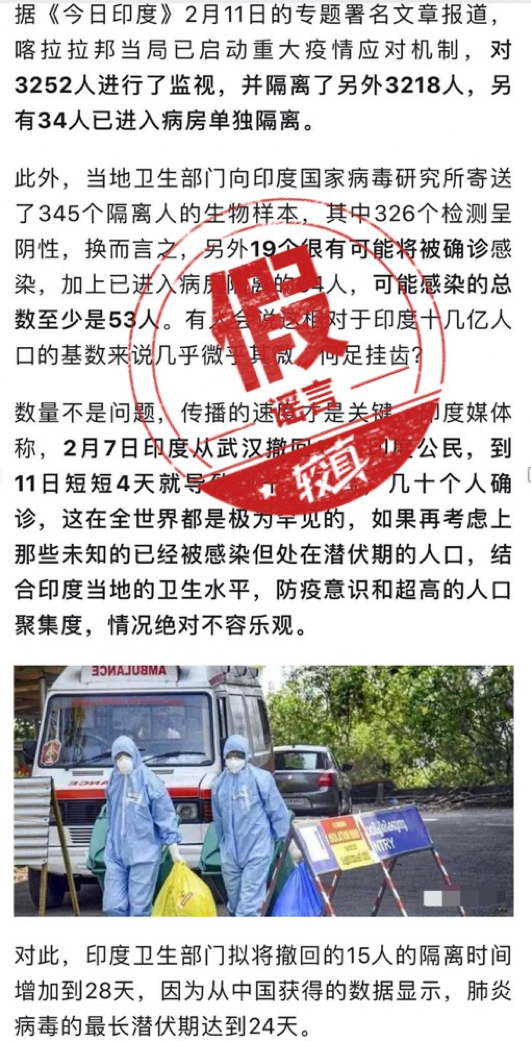 据《今日印度》2月11日的专题署名文章报道，
喀拉拉邦当局已启动重大疫情应对机制，对
3252人进行了监视，并隔离了另外3218人，另
有34人已进入病房单独隔离。
此外，当地卫生部门向印度国家病毒研究所寄送
了345个隔离人的生物样本，其中326个检测呈
阴性，换而言之，另外19个很有可能将被确诊感
染，加上已进入病房隔离的34人，可能感染的总
数至少是53人。有人会说这相对于印度十几亿人
口的基数来说几乎微乎其微，何足挂齿？
假
谣言
较真
数量不是问题，传播的速度才是关键，印度媒体
称，2月7日印度从武汉撤回 印度公民，到
11日短短4天就导致 几十个人确
诊，这在全世界都是极为罕见的，如果再考虑上
那些未知的已经被感染但处在潜伏期的人口，结
合印度当地的卫生水平，防疫意识和超高的人口
聚集度，情况绝对不容乐观。
AMBULANCE
ENTRY
对此，印度卫生部门拟将撤回的15人的隔离时间
增加到28天，因为从中国获得的数据显示，肺炎
病毒的最长潜伏期达到24天。